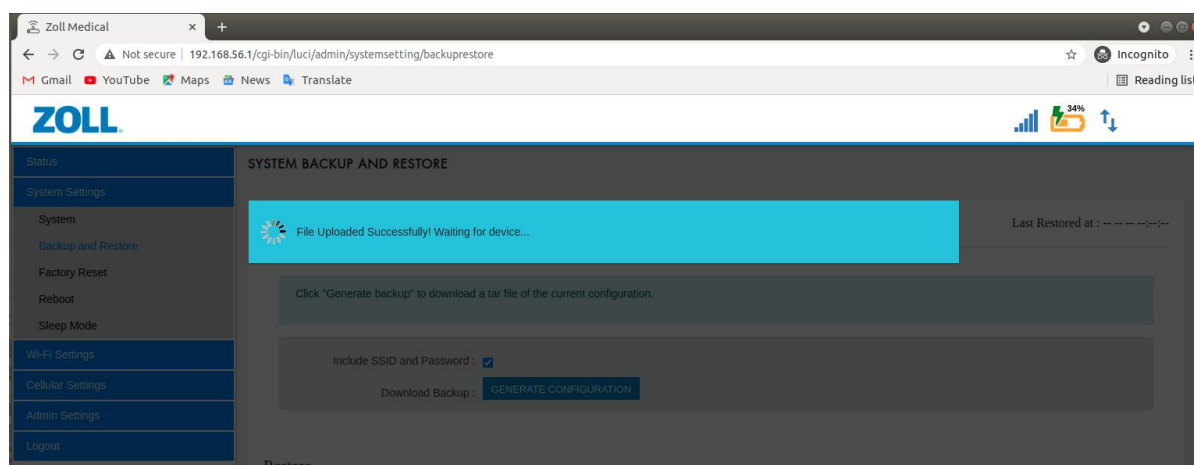 Zoll Medical
Not secure | 192.168.56.1/cgi-bin/luci/admin/systemsetting/backuprestore
Incognito
Gmail YouTube Maps News Translate
Reading list
ZOLL
34%
Status
SYSTEM BACKUP AND RESTORE
System Settings
System
Last Restored at : -- -- -- --:--:--
File Uploaded Successfully! Waiting for device...
Backup and Restore
Factory Reset
Click "Generate backup" to download a tar file of the current configuration.
Reboot
Sleep Mode
Wi-Fi Settings
Include SSID and Password :
Cellular Settings
Download Backup : GENERATE CONFIGURATION
Admin Settings
Logout
Restore